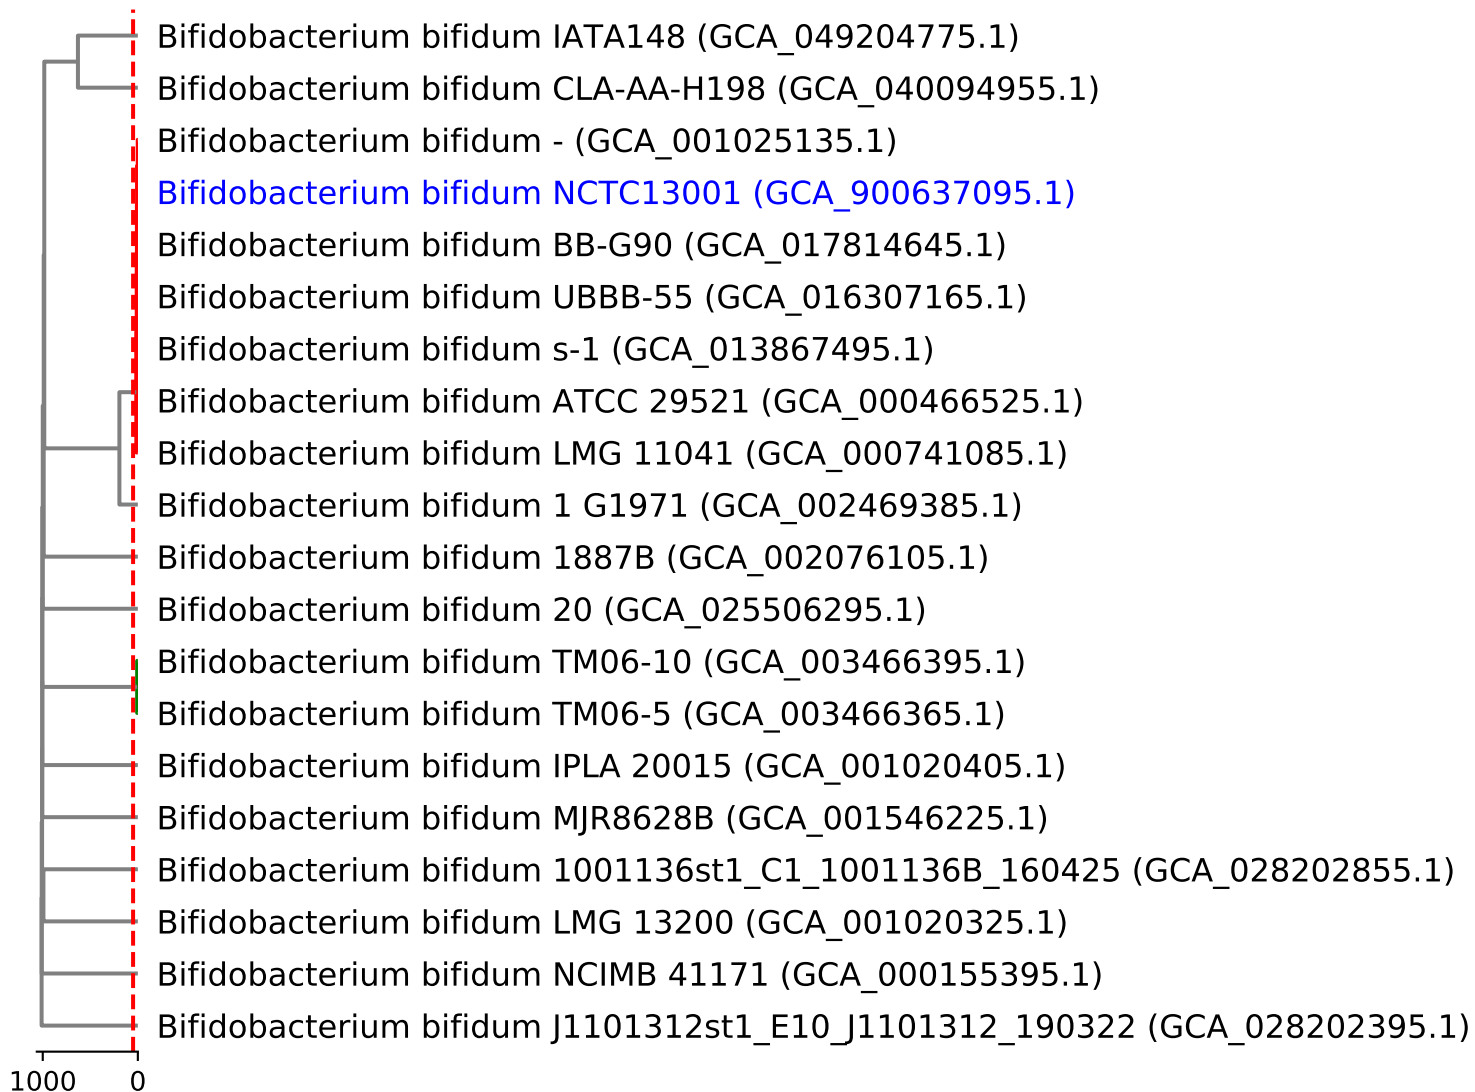 Bifidobacterium bifidum IATA148 (GCA_049204775.1)
Bifidobacterium bifidum CLA-AA-H198 (GCA_040094955.1)
Bifidobacterium bifidum - (GCA_001025135.1)
Bifidobacterium bifidum NCTC13001 (GCA_900637095.1)
Bifidobacterium bifidum BB-G90 (GCA_017814645.1)
Bifidobacterium bifidum UBBB-55 (GCA_016307165.1)
Bifidobacterium bifidum s-1 (GCA_013867495.1)
Bifidobacterium bifidum ATCC 29521 (GCA_000466525.1)
Bifidobacterium bifidum LMG 11041 (GCA_000741085.1)
Bifidobacterium bifidum 1 G1971 (GCA_002469385.1)
Bifidobacterium bifidum 1887B (GCA_002076105.1)
Bifidobacterium bifidum 20 (GCA_025506295.1)
Bifidobacterium bifidum TM06-10 (GCA_003466395.1)
Bifidobacterium bifidum TM06-5 (GCA_003466365.1)
Bifidobacterium bifidum IPLA 20015 (GCA_001020405.1)
Bifidobacterium bifidum MJR8628B (GCA_001546225.1)
Bifidobacterium bifidum 1001136st1_C1_1001136B_160425 (GCA_028202855.1)
Bifidobacterium bifidum LMG 13200 (GCA_001020325.1)
Bifidobacterium bifidum NCIMB 41171 (GCA_000155395.1)
Bifidobacterium bifidum J1101312st1_E10_J1101312_190322 (GCA_028202395.1)
1000 0